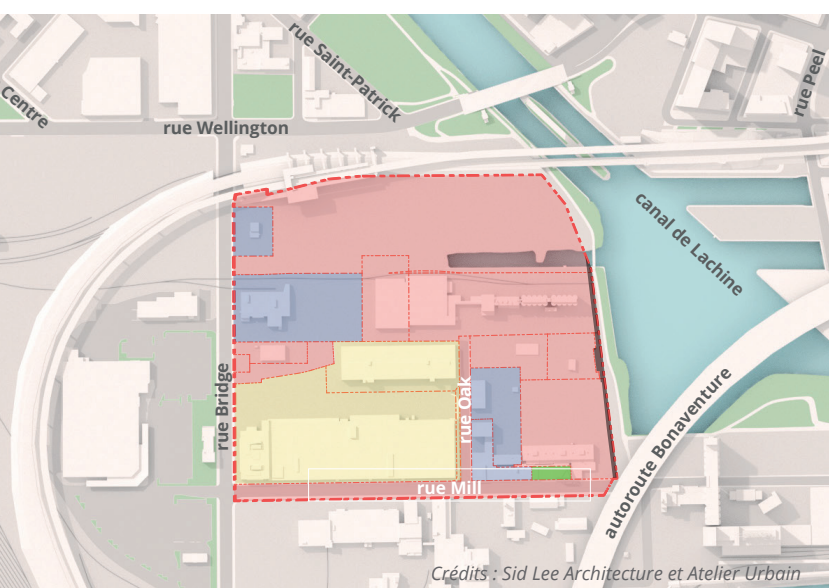 rue Saint-Patrick
rue Peel
Centre
rue Wellington
canal de Lachine
rue Bridge
rue Oak
autoroute Bonaventure
rue Mill
Crédits : Sid Lee Architecture et Atelier Urbain